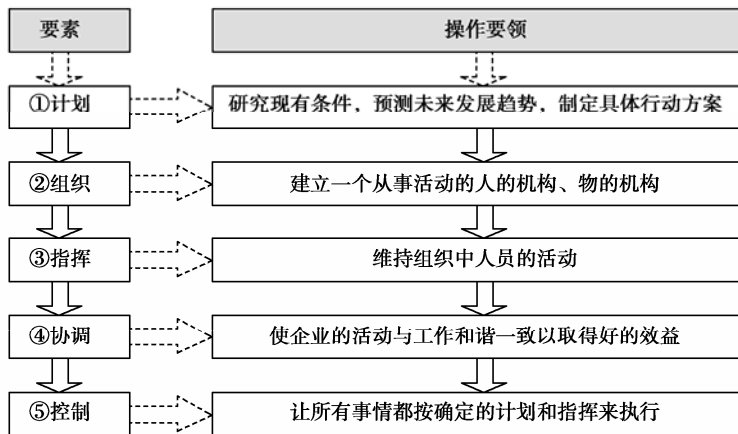 要素
操作要领
①计划
研究现有条件，预测未来发展趋势，制定具体行动方案
②组织
建立一个从事活动的人的机构、物的机构
③指挥
维持组织中人员的活动
④协调
使企业的活动与工作和谐一致以取得好的效益
⑤控制
让所有事情都按确定的计划和指挥来执行